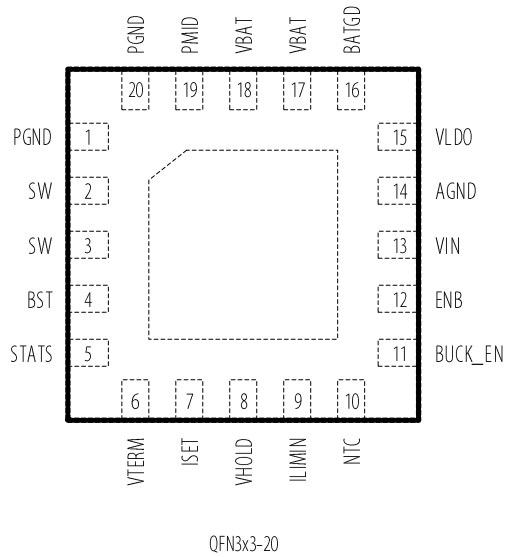 PGND PMID VBAT VBAT BATGD
20 19 18 17 16
PGND 1 15 VLDO
SW 2 14 AGND
SW 3 13 VIN
BST 4 12 ENB
STATS 5 11 BUCK_EN
6 7 8 9 10
VTERM ISET VHOLD ILIMIN NTC
QFN3x3-20